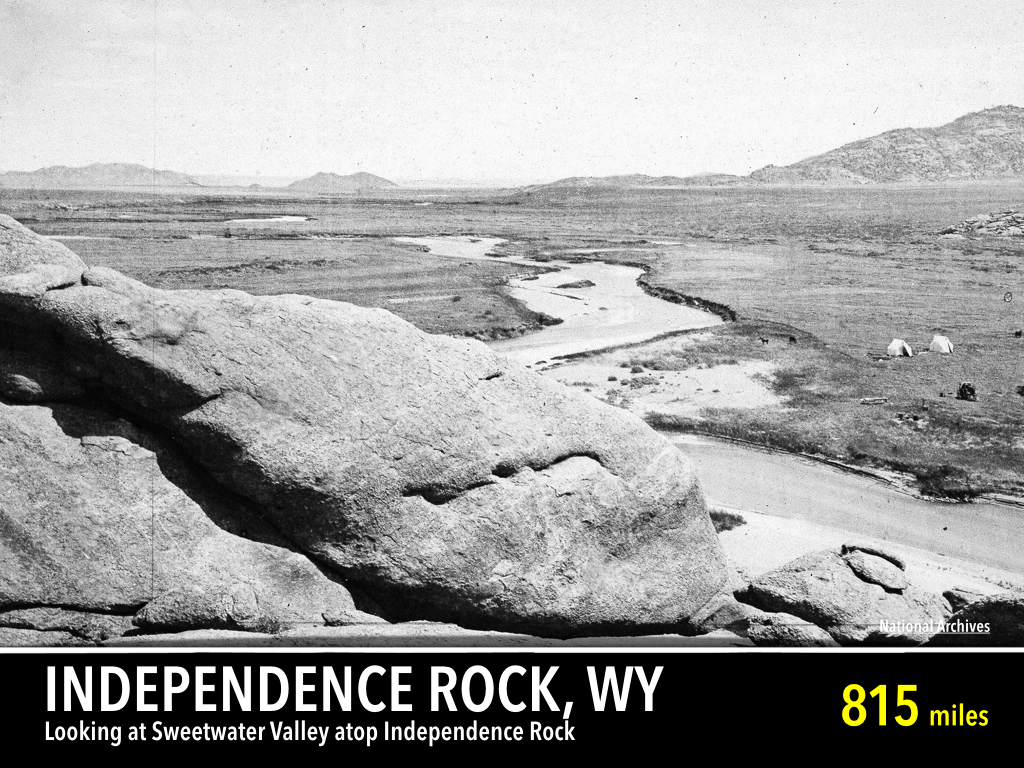 National Archives
INDEPENDENCE ROCK, WY
Looking at Sweetwater Valley atop Independence Rock
815 miles